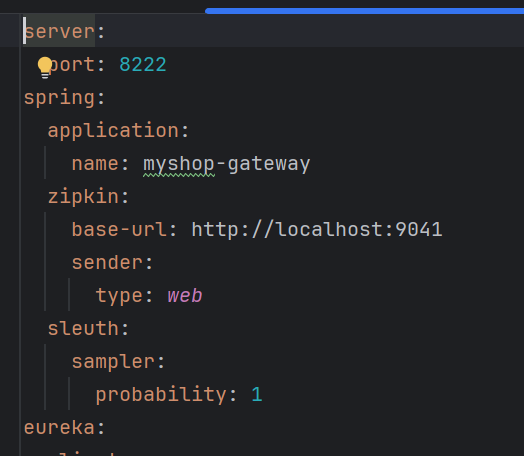 server:
port: 8222
spring:
application:
name: myshop-gateway
zipkin:
base-url: http://localhost:9041
sender:
type: web
sleuth:
sampler:
probability: 1
eureka: